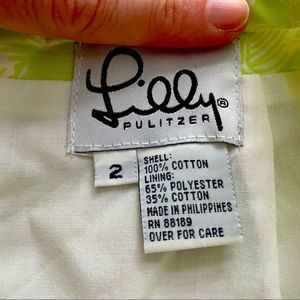 Lilly®
PULITZER
2
SHELL:
100% COTTON
LINING:
65% POLYESTER
35% COTTON
MADE IN PHILIPPINES
RN 88189
OVER FOR CARE